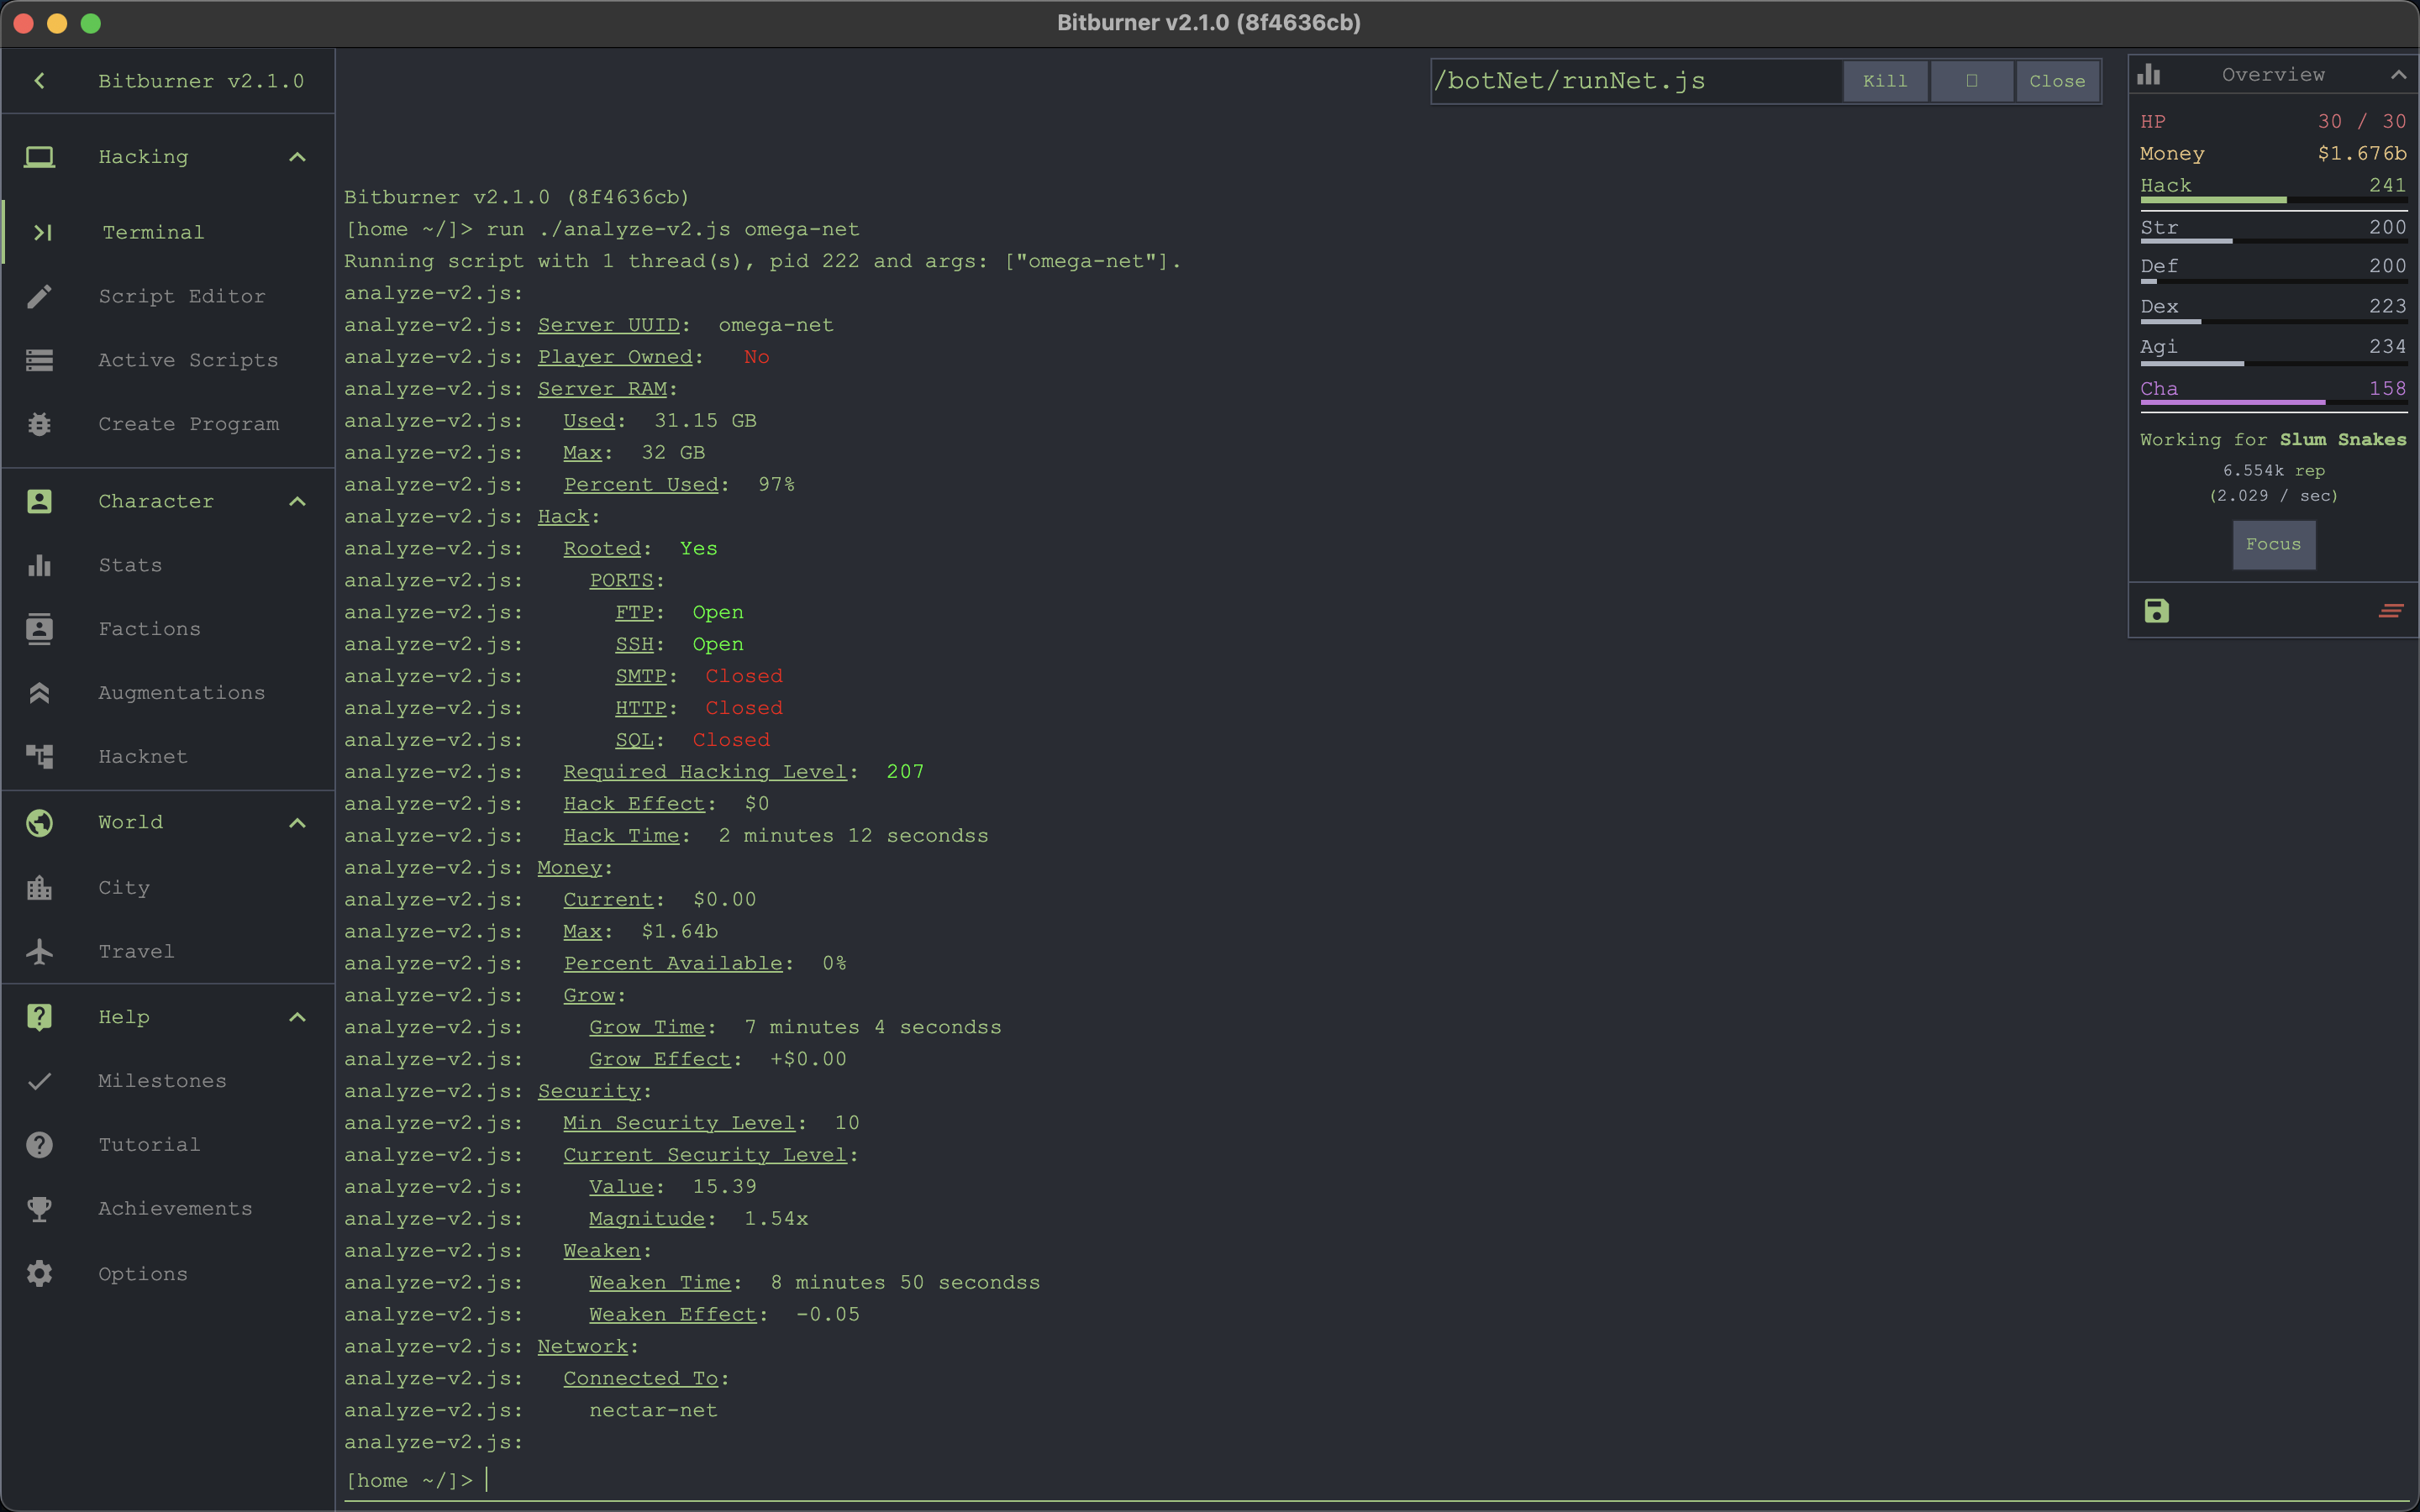 Bitburner v2.1.0 (8f4636cb)
Bitburner v2.1.0
Hacking
Terminal
Script Editor
Active Scripts
Create Program
Character
Stats
Factions
Augmentations
Hacknet
World
City
Travel
Help
Milestones
Tutorial
Achievements
Options
/botNet/runNet.js
Kill
Close
Bitburner v2.1.0 (8f4636cb)
[home ~/]> run ./analyze-v2.js omega-net
Running script with 1 thread(s), pid 222 and args: ["omega-net"].
analyze-v2.js:
analyze-v2.js: Server UUID: omega-net
analyze-v2.js: Player Owned: No
analyze-v2.js: Server RAM:
analyze-v2.js: Used: 31.15 GB
analyze-v2.js: Max: 32 GB
analyze-v2.js: Percent Used: 97%
analyze-v2.js: Hack:
analyze-v2.js: Rooted: Yes
analyze-v2.js: PORTS:
analyze-v2.js: FTP: Open
analyze-v2.js: SSH: Open
analyze-v2.js: SMTP: Closed
analyze-v2.js: HTTP: Closed
analyze-v2.js: SQL: Closed
analyze-v2.js: Required Hacking Level: 207
analyze-v2.js: Hack Effect: $0
analyze-v2.js: Hack Time: 2 minutes 12 secondss
analyze-v2.js: Money:
analyze-v2.js: Current: $0.00
analyze-v2.js: Max: $1.64b
analyze-v2.js: Percent Available: 0%
analyze-v2.js: Grow:
analyze-v2.js: Grow Time: 7 minutes 4 secondss
analyze-v2.js: Grow Effect: +$0.00
analyze-v2.js: Security:
analyze-v2.js: Min Security Level: 10
analyze-v2.js: Current Security Level:
analyze-v2.js: Value: 15.39
analyze-v2.js: Magnitude: 1.54x
analyze-v2.js: Weaken:
analyze-v2.js: Weaken Time: 8 minutes 50 secondss
analyze-v2.js: Weaken Effect: -0.05
analyze-v2.js: Network:
analyze-v2.js: Connected To:
analyze-v2.js: nectar-net
analyze-v2.js:
[home ~/]>
Overview
HP 30 / 30
Money $1.676b
Hack 241
Str 200
Def 200
Dex 223
Agi 234
Cha 158
Working for Slum Snakes
6.554k rep
(2.029 / sec)
Focus